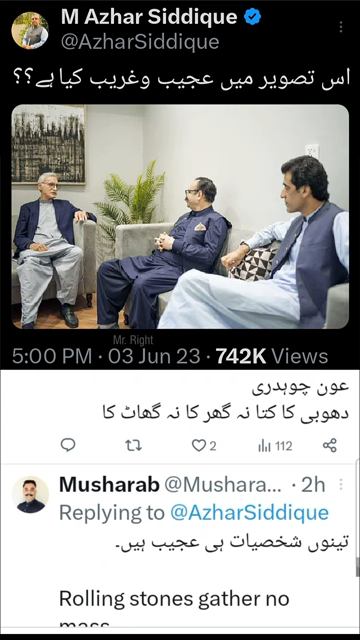 M Azhar Siddique
@AzharSiddique
اس تصویر میں عجیب وغریب کیا ہے؟؟
Mr. Right
5:00 PM · 03 Jun 23 · 742K Views
عون چوہدری
دھوبی کا کتا نہ گھر کا نہ گھاٹ کا
2
112
Musharab @Mushara... · 2h
Replying to @AzharSiddique
تینوں شخصیات ہی عجیب ہیں۔
Rolling stones gather no
mass